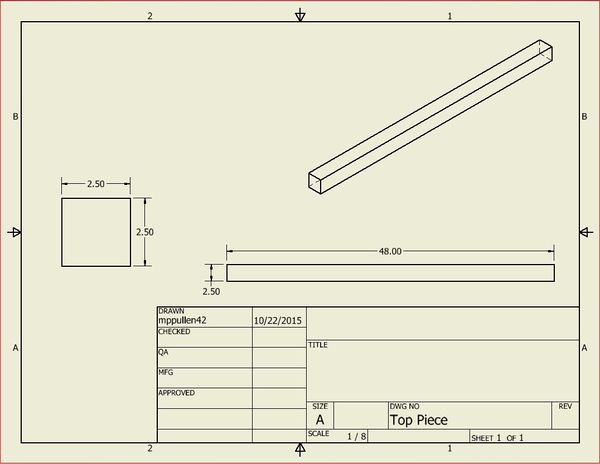 2 1
B B
2.50
2.50
48.00
2.50
DRAWN
mppullen42 10/22/2015
CHECKED
QA
MFG
APPROVED
TITLE
A A
SIZE DWG NO REV
A Top Piece
SCALE 1 / 8 SHEET 1 OF 1
2 1